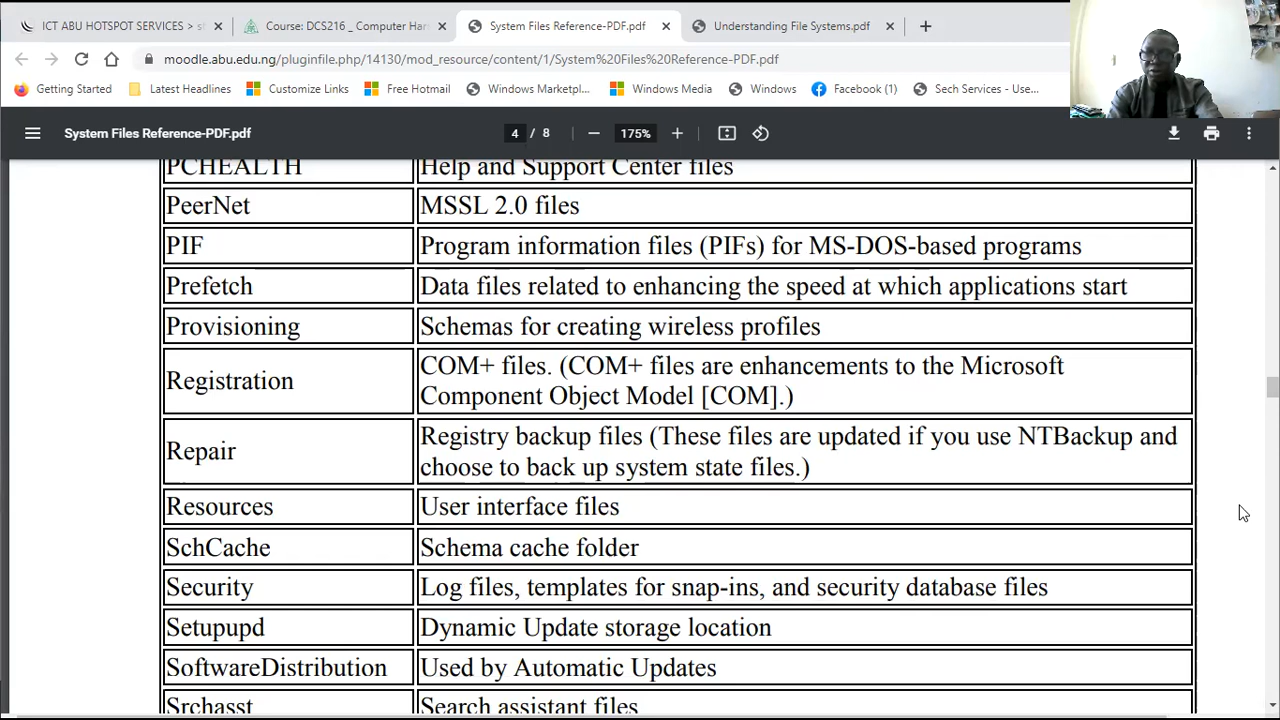 ICT ABU HOTSPOT SERVICES > s
Course: DCS216 _ Computer Har
System Files Reference-PDF.pdf
Understanding File Systems.pdf
moodle.abu.edu.ng/pluginfile.php/14130/mod_resource/content/1/System%20Files%20Reference-PDF.pdf
Getting Started
Latest Headlines
Customize Links
Free Hotmail
Windows Marketpl...
Windows Media
Windows
Facebook (1)
Sech Services - Use...
System Files Reference-PDF.pdf
4 / 8
175%
PCHEALTH Help and Support Center files
PeerNet MSSL 2.0 files
PIF Program information files (PIFs) for MS-DOS-based programs
Prefetch Data files related to enhancing the speed at which applications start
Provisioning Schemas for creating wireless profiles
Registration COM+ files. (COM+ files are enhancements to the Microsoft
Component Object Model [COM].)
Repair Registry backup files (These files are updated if you use NTBackup and
choose to back up system state files.)
Resources User interface files
SchCache Schema cache folder
Security Log files, templates for snap-ins, and security database files
Setupupd Dynamic Update storage location
SoftwareDistribution Used by Automatic Updates
Srchasst Search assistant files